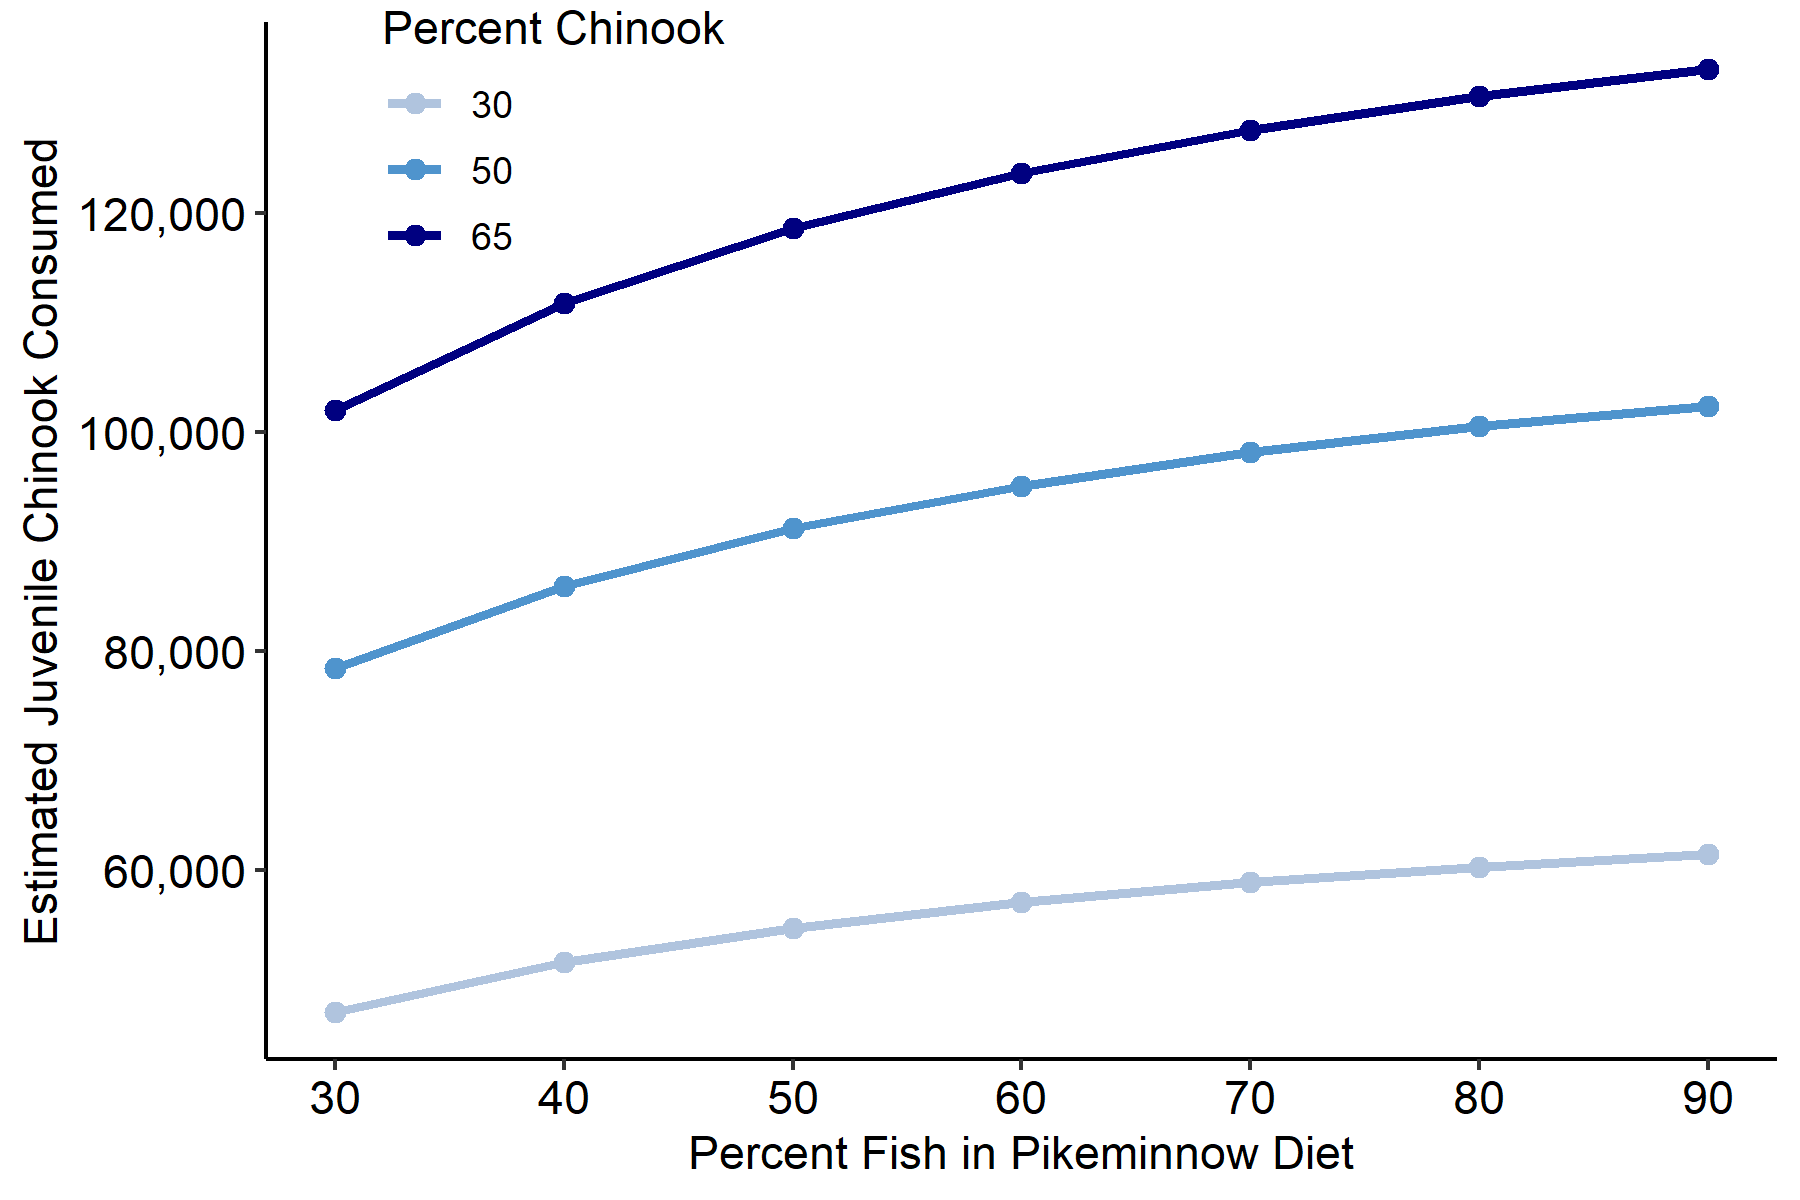 Percent Chinook
30
50
65
Estimated Juvenile Chinook Consumed
120,000
100,000
80,000
60,000
30 40 50 60 70 80 90
Percent Fish in Pikeminnow Diet